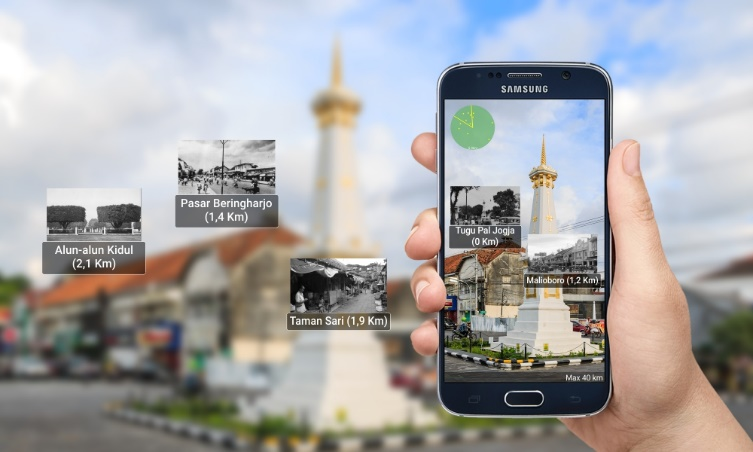 SAMSUNG
Pasar Beringharjo
(1,4 Km)
Alun-alun Kidul
(2,1 Km)
Tugu Pal Jogja
(0 Km)
Malioboro (1,2 Km)
Taman Sari (1,9 Km)
Max 40 km